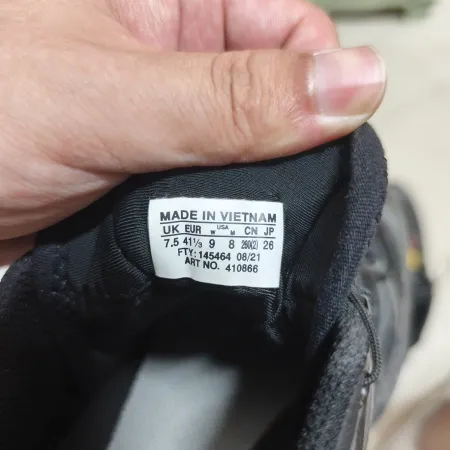 MADE IN VIETNAM
USA
UK EUR W M CN JP
7.5 41⅓ 9 8 260(2) 26
FTY: 145464 08/21
ART NO. 410866